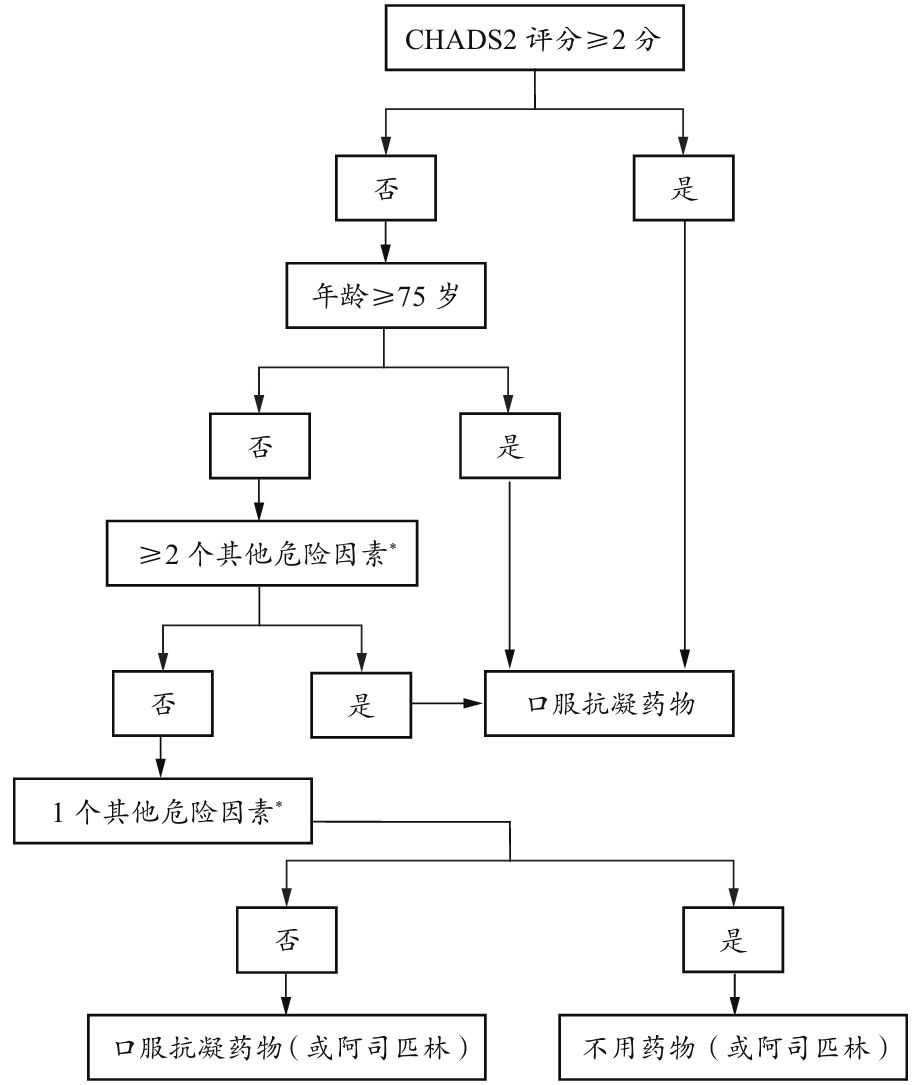 CHADS2 评分≥2 分
否
是
年龄≥75 岁
否
是
≥2 个其他危险因素*
否
是
口服抗凝药物
1 个其他危险因素*
否
是
口服抗凝药物(或阿司匹林)
不用药物(或阿司匹林)